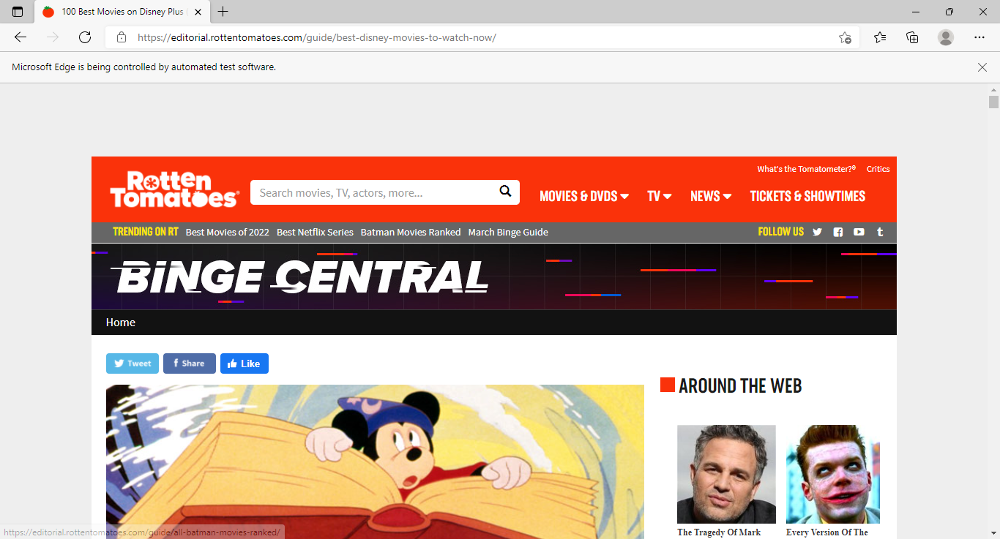 100 Best Movies on Disney Plus (
https://editorial.rottentomatoes.com/guide/best-disney-movies-to-watch-now/
Microsoft Edge is being controlled by automated test software.
What's the Tomatometer?® Critics
Rotten
Tomatoes®
Search movies, TV, actors, more...
MOVIES & DVDS TV NEWS TICKETS & SHOWTIMES
TRENDING ON RT Best Movies of 2022 Best Netflix Series Batman Movies Ranked March Binge Guide FOLLOW US
BiNGE CENTRAL
Home
Tweet Share Like
AROUND THE WEB
The Tragedy Of Mark
Every Version Of The
https://editorial.rottentomatoes.com/guide/all-batman-movies-ranked/